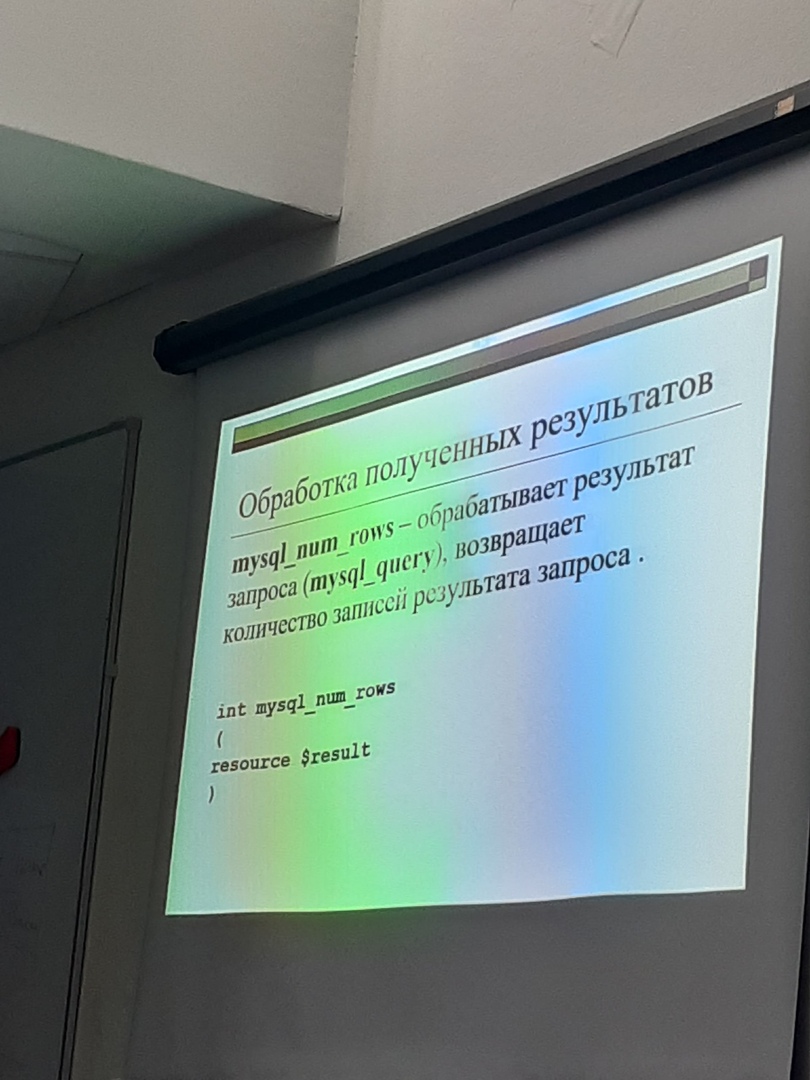 Обработка полученных результатов
mysql_num_rows – обрабатывает результат
запроса (mysql_query), возвращает
количество записей результата запроса .
int mysql_num_rows
(
resource $result
)